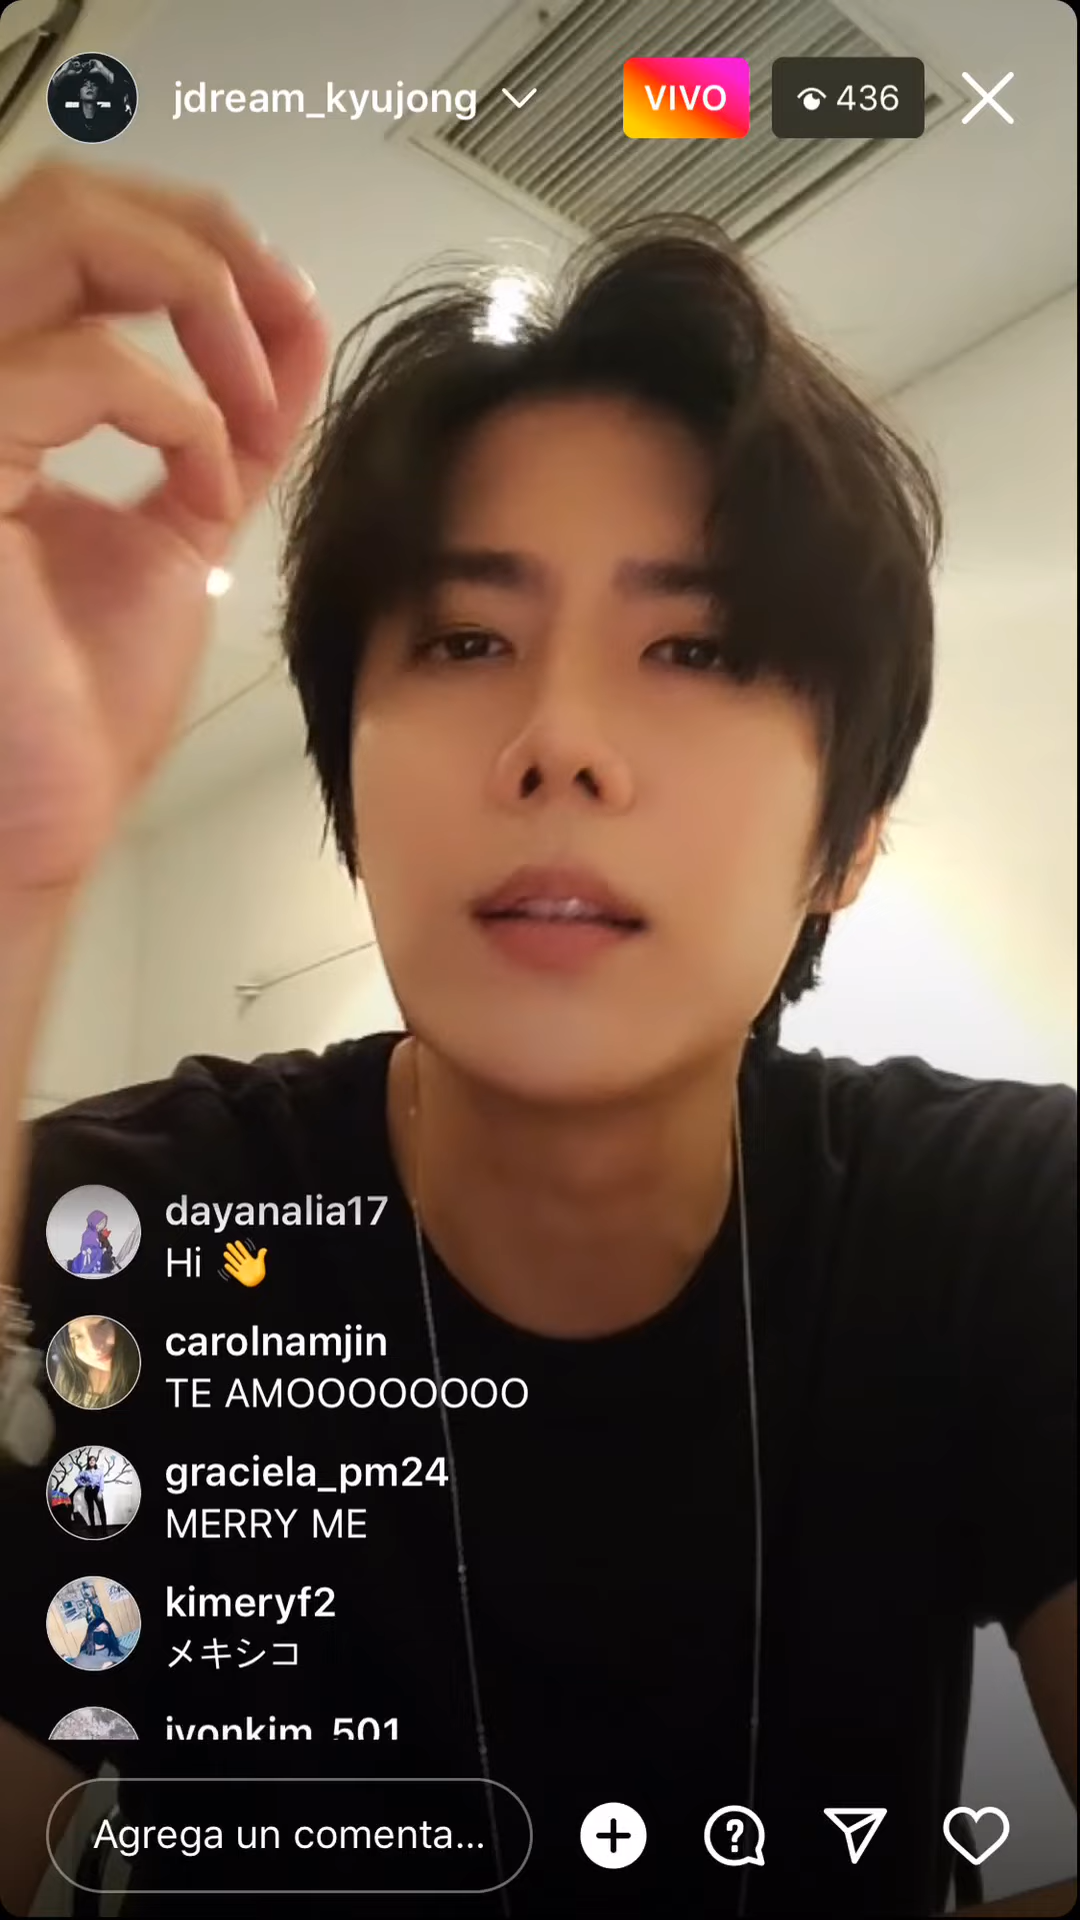 jdream_kyujong
VIVO
436
dayanalia17
Hi 👋
carolnamjin
TE AMOOOOOOOO
graciela_pm24
MERRY ME
kimeryf2
メキシコ
ivonkim_501
Agrega un comenta...